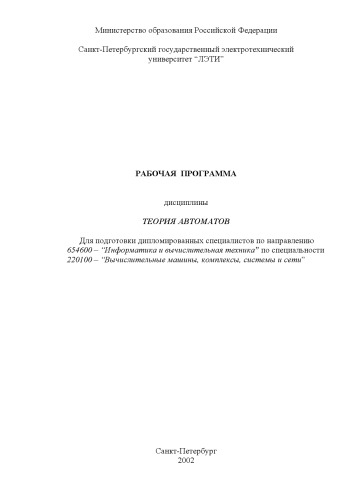 Министерство образования Российской Федерации
Санкт-Петербургский государственный электротехнический
университет “ЛЭТИ”
РАБОЧАЯ ПРОГРАММА
дисциплины
ТЕОРИЯ АВТОМАТОВ
Для подготовки дипломированных специалистов по направлению
654600 – “Информатика и вычислительная техника” по специальности
220100 – “Вычислительные машины, комплексы, системы и сети”
Санкт-Петербург
2002